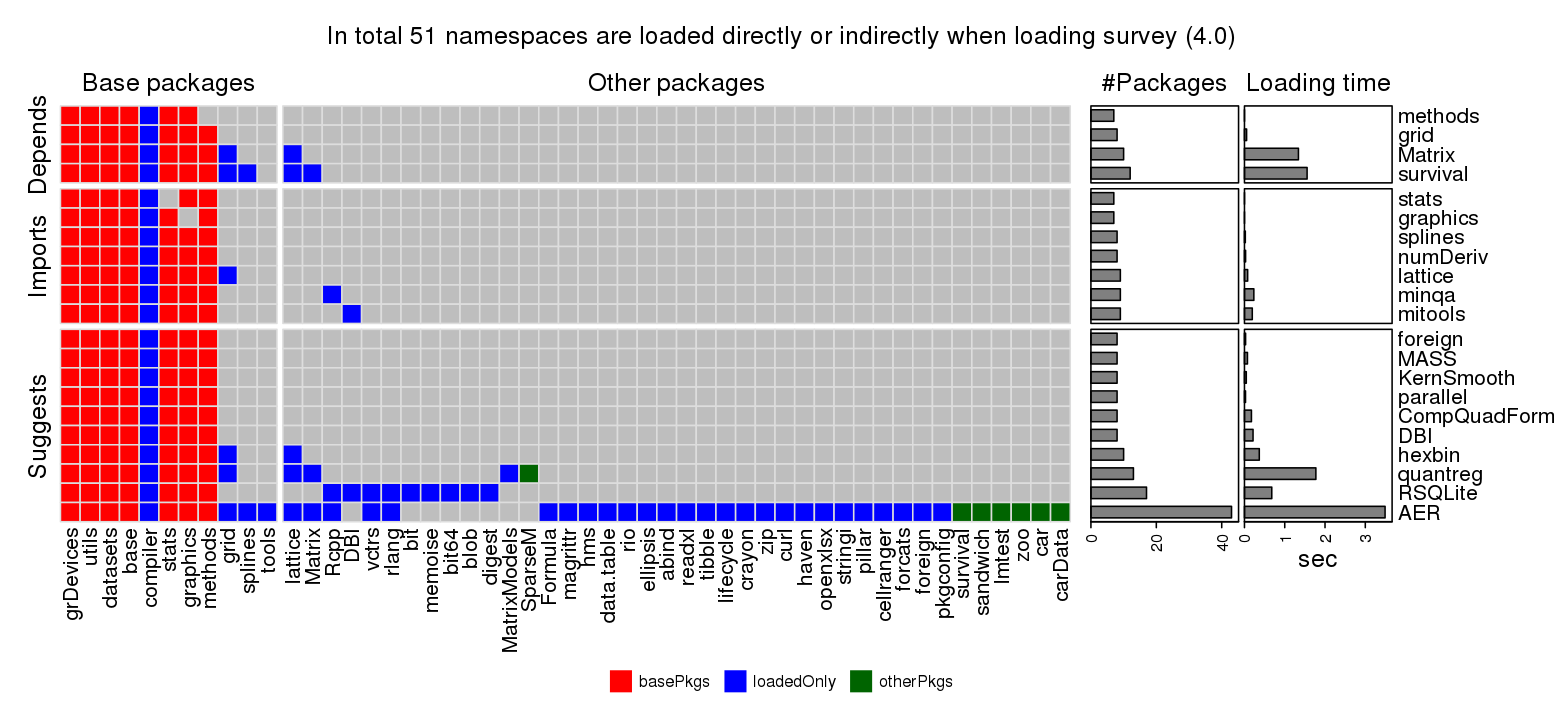 In total 51 namespaces are loaded directly or indirectly when loading survey (4.0)
Base packages
Other packages
#Packages
Loading time
Depends
methods
grid
Matrix
survival
Imports
stats
graphics
splines
numDeriv
lattice
minqa
mitools
Suggests
foreign
MASS
KernSmooth
parallel
CompQuadForm
DBI
hexbin
quantreg
RSQLite
AER
grDevices
utils
datasets
base
compiler
stats
graphics
methods
grid
splines
tools
lattice
Matrix
Rcpp
DBI
vctrs
rlang
bit
memoise
bit64
blob
digest
MatrixModels
SparseM
Formula
magrittr
hms
data.table
rio
ellipsis
abind
readxl
tibble
lifecycle
crayon
zip
curl
haven
openxlsx
stringi
pillar
cellranger
forcats
foreign
pkgconfig
survival
sandwich
lmtest
zoo
car
carData
0
20
40
0
1
2
3
sec
basePkgs
loadedOnly
otherPkgs